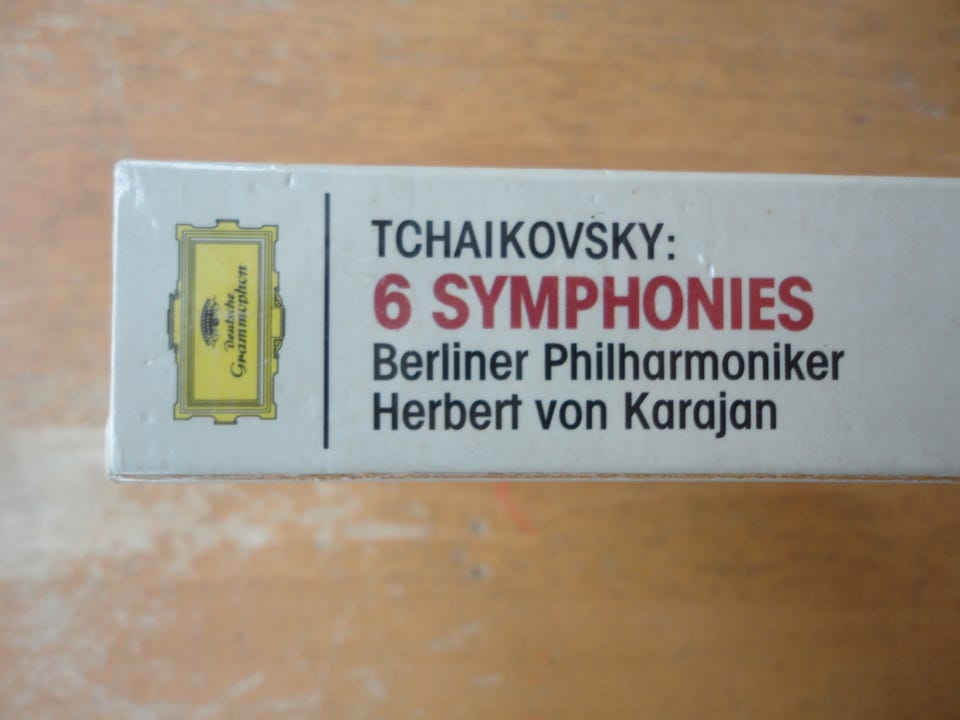 Deutsche
Grammophon
TCHAIKOVSKY:
6 SYMPHONIES
Berliner Philharmoniker
Herbert von Karajan